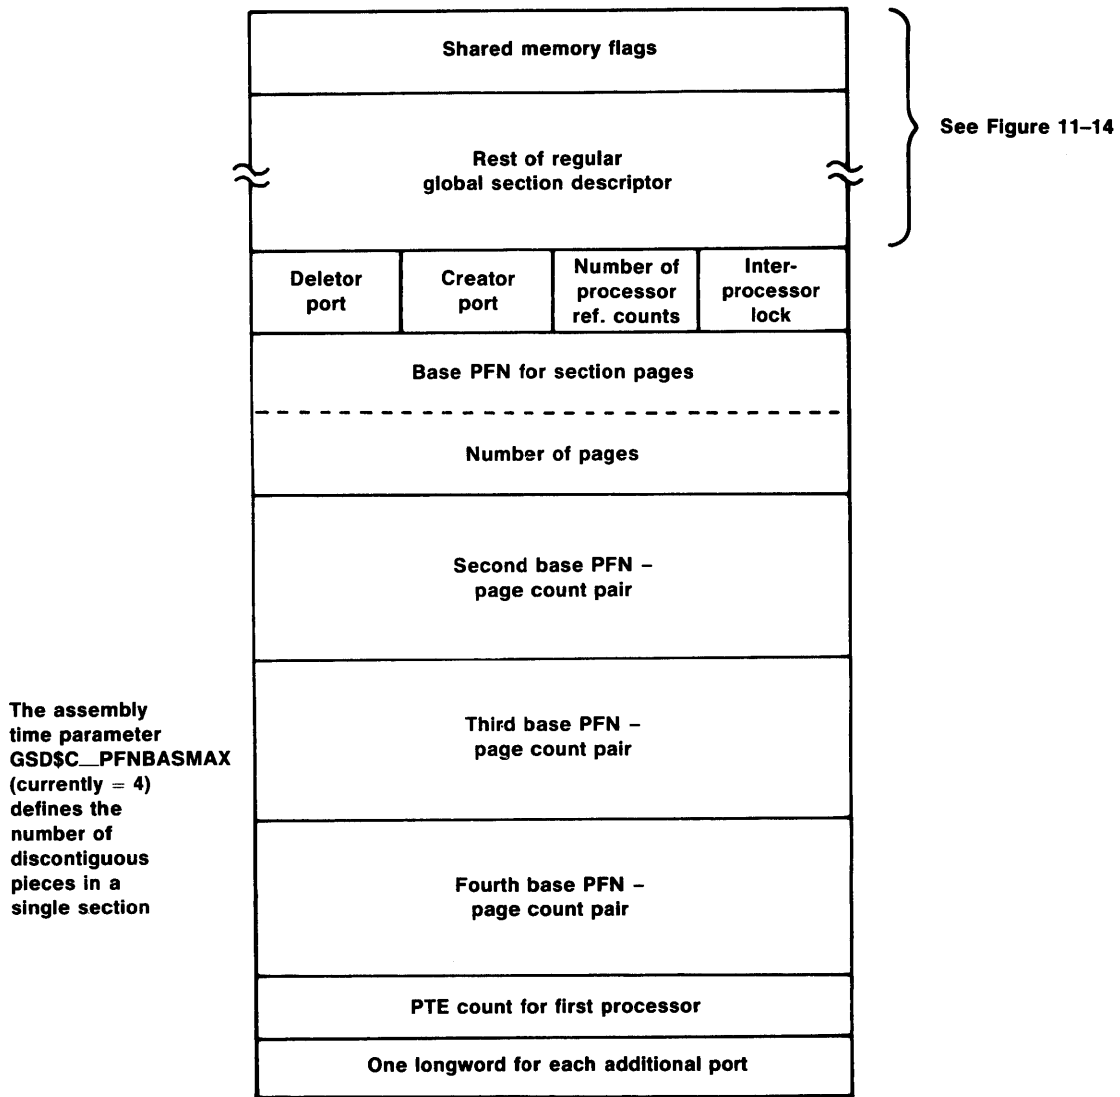 Shared memory flags
See Figure 11–14
Rest of regular
global section descriptor
Deletor
port
Creator
port
Number of
processor
ref. counts
Inter-
processor
lock
Base PFN for section pages
Number of pages
Second base PFN –
page count pair
Third base PFN –
page count pair
The assembly
time parameter
GSD$C__PFNBASMAX
(currently = 4)
defines the
number of
discontiguous
pieces in a
single section
Fourth base PFN –
page count pair
PTE count for first processor
One longword for each additional port